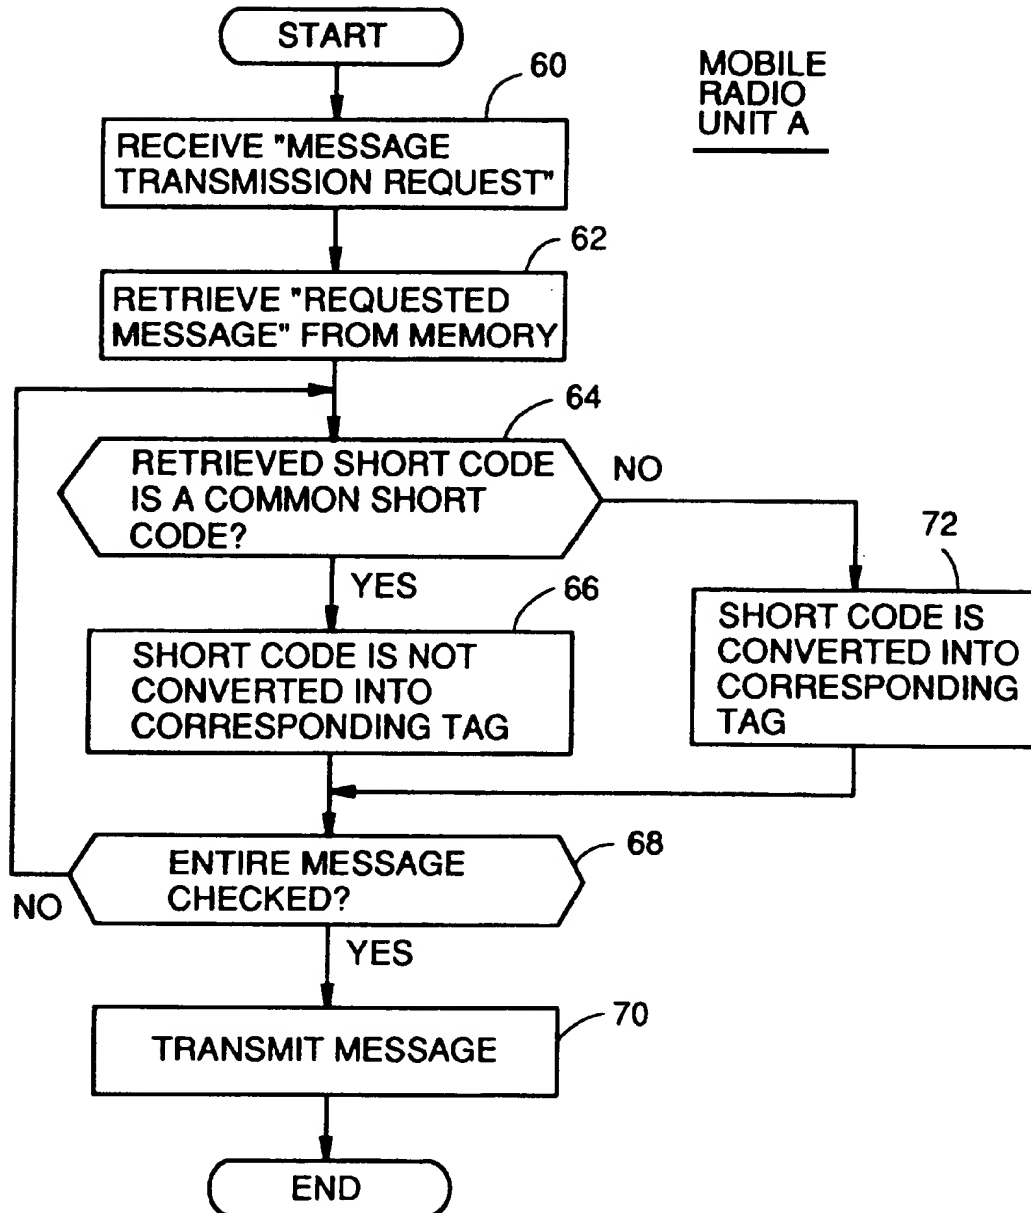 START
60
MOBILE
RADIO
UNIT A
RECEIVE "MESSAGE
TRANSMISSION REQUEST"
62
RETRIEVE "REQUESTED
MESSAGE" FROM MEMORY
64
RETRIEVED SHORT CODE
IS A COMMON SHORT
CODE?
NO
YES
66
72
SHORT CODE IS NOT
CONVERTED INTO
CORRESPONDING TAG
SHORT CODE IS
CONVERTED INTO
CORRESPONDING
TAG
68
ENTIRE MESSAGE
CHECKED?
NO
YES
70
TRANSMIT MESSAGE
END